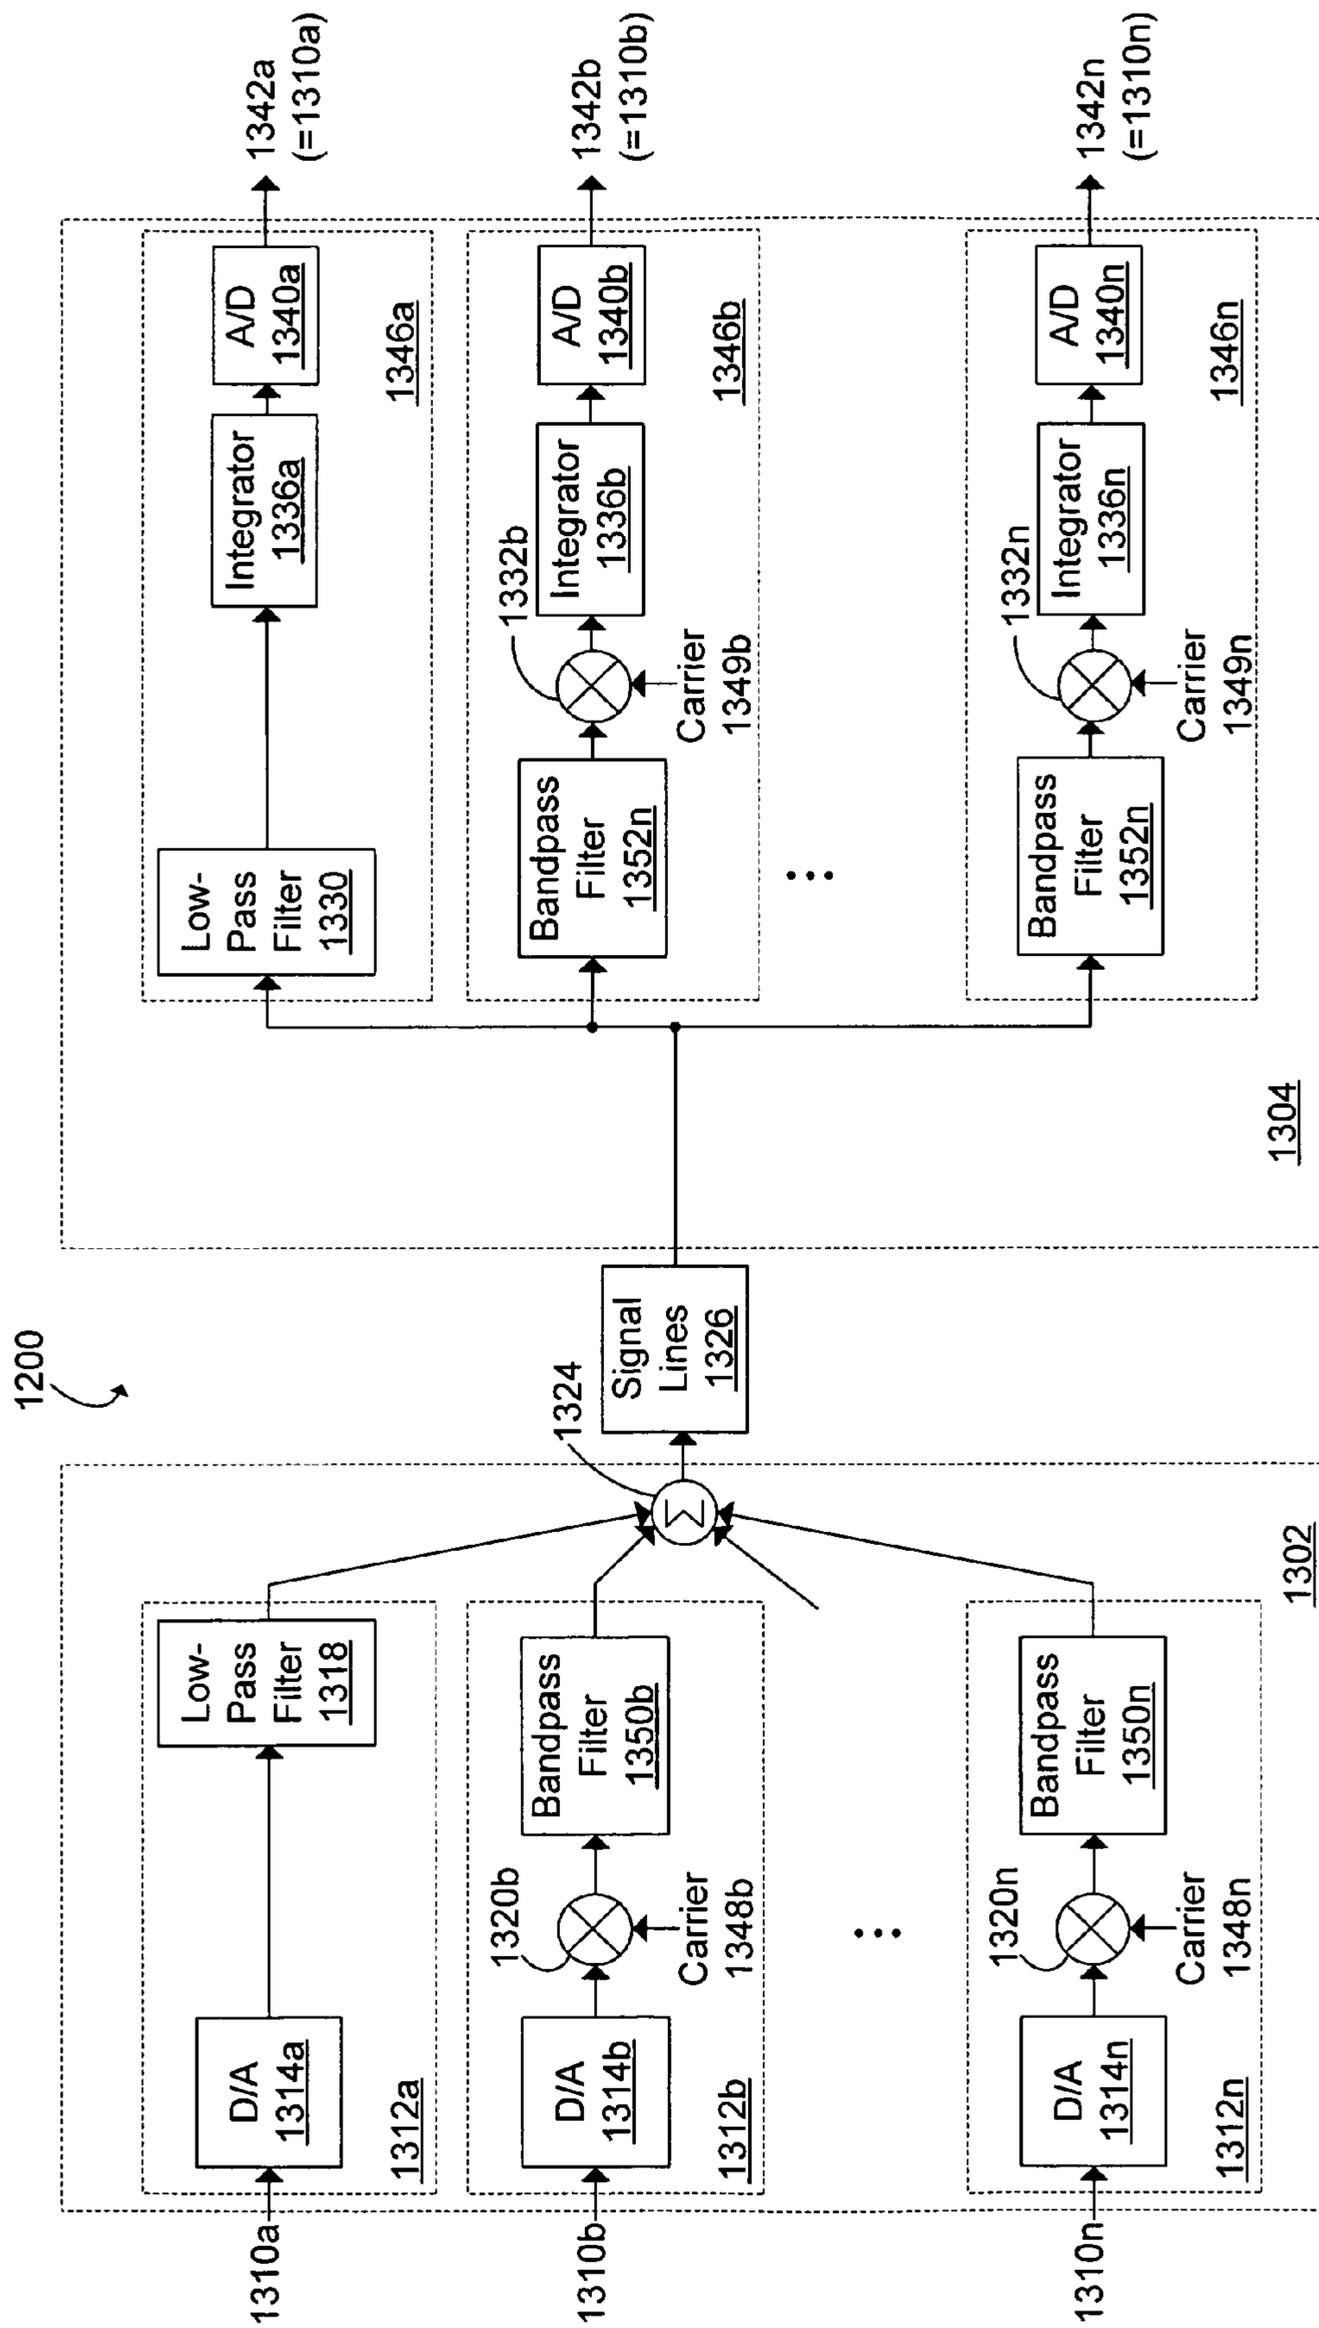 1200
1310a
D/A
1314a
1312a
Low-
Pass
Filter
1318
1310b
D/A
1314b
1312b
1320b
Carrier
1348b
Bandpass
Filter
1350b
...
1310n
D/A
1314n
1312n
1320n
Carrier
1348n
Bandpass
Filter
1350n
1302
1324
Σ
Signal
Lines
1326
1304
Low-
Pass
Filter
1330
Integrator
1336a
A/D
1340a
1346a
1342a
(=1310a)
Bandpass
Filter
1352n
1332b
Carrier
1349b
Integrator
1336b
A/D
1340b
1346b
1342b
(=1310b)
...
Bandpass
Filter
1352n
1332n
Carrier
1349n
Integrator
1336n
A/D
1340n
1346n
1342n
(=1310n)